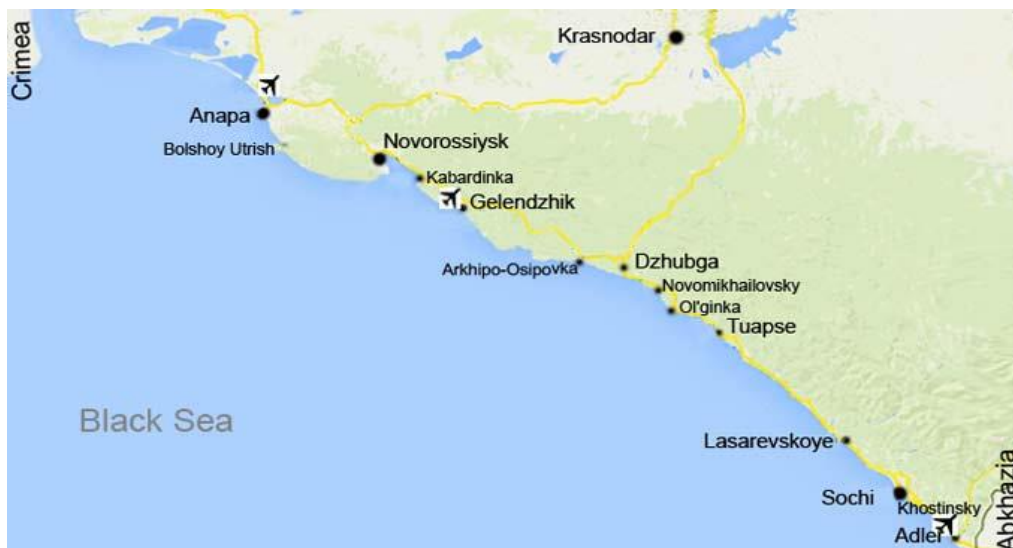 Crimea
Krasnodar
Anapa
Bolshoy Utrish
Novorossiysk
Kabardinka
Gelendzhik
Arkhipo-Osipovka
Dzhubga
Novomikhailovsky
Ol'ginka
Tuapse
Black Sea
Lasarevskoye
Sochi
Khostinsky
Adler
Abkhazia